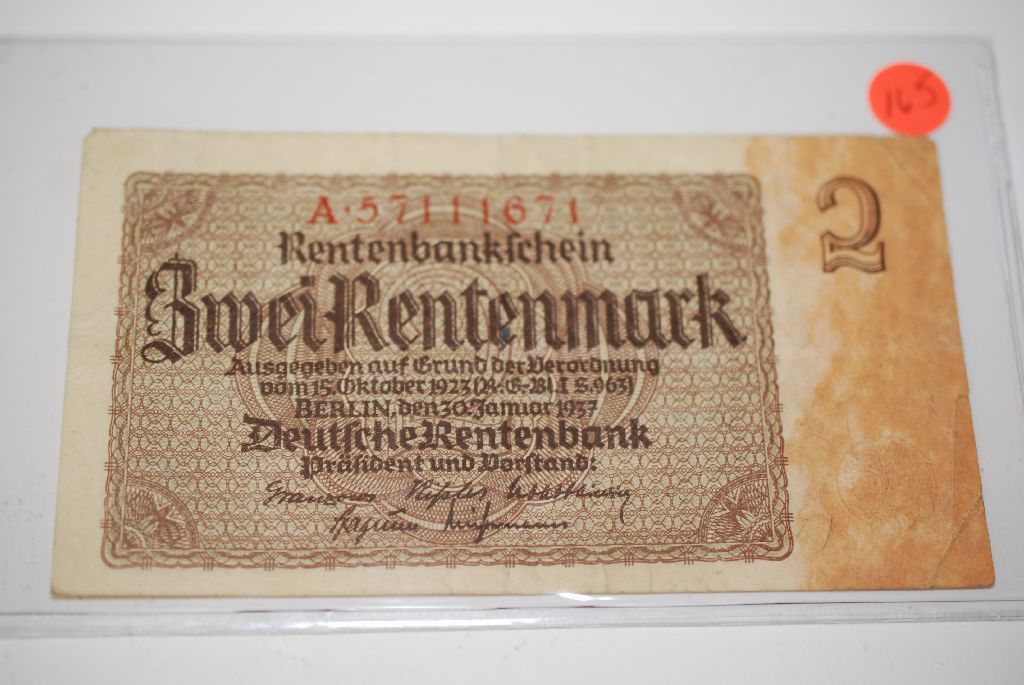 165
A·57111671
2
Rentenbankschein
Zwei Rentenmark
Ausgegeben auf Grund der Verordnung
vom 15. Oktober 1923 (R.-G.-Bl. I S. 963)
BERLIN, den 30. Januar 1937
Deutsche Rentenbank
Präsident und Vorstand: